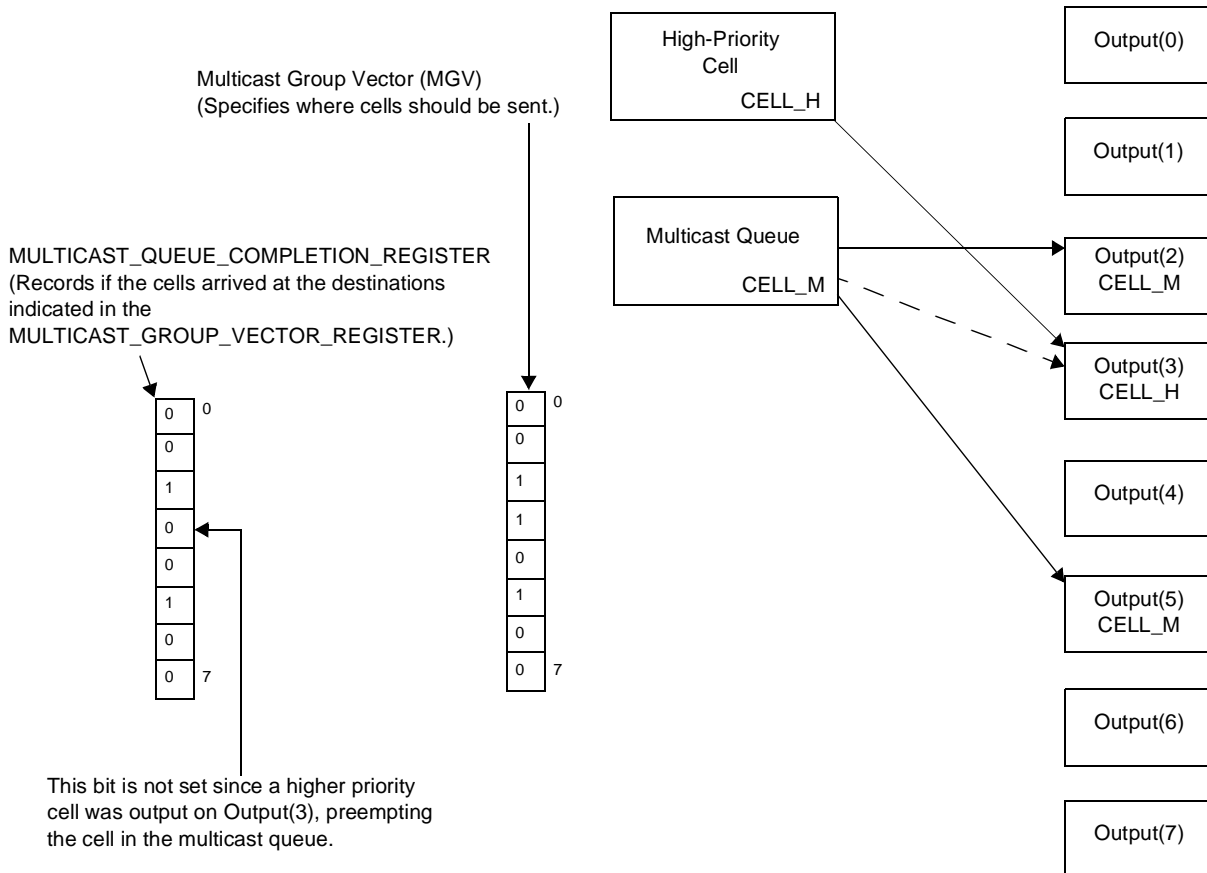 High-Priority
Cell
CELL_H
Multicast Group Vector (MGV)
(Specifies where cells should be sent.)
Multicast Queue
CELL_M
MULTICAST_QUEUE_COMPLETION_REGISTER
(Records if the cells arrived at the destinations
indicated in the
MULTICAST_GROUP_VECTOR_REGISTER.)
0 0
0
1
0
0
1
0
0 7
0 0
0
1
1
0
1
0
0 7
This bit is not set since a higher priority
cell was output on Output(3), preempting
the cell in the multicast queue.
Output(0)
Output(1)
Output(2)
CELL_M
Output(3)
CELL_H
Output(4)
Output(5)
CELL_M
Output(6)
Output(7)